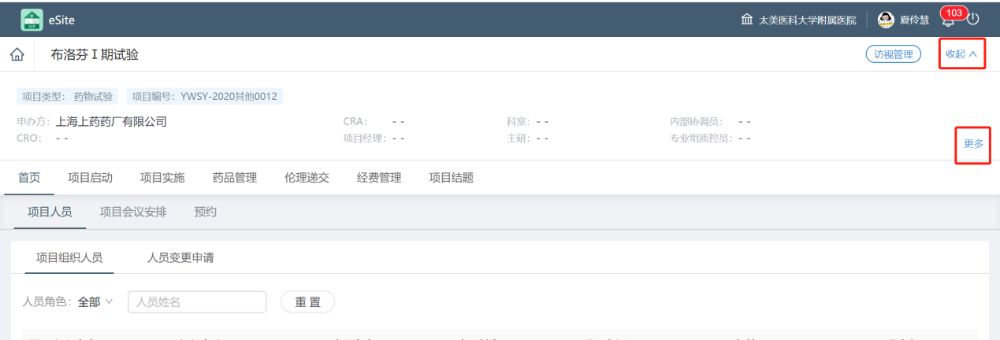 eSite 太美医科大学附属医院 夏伶慧 103
布洛芬Ⅰ期试验 访视管理 收起
项目类型: 药物试验 项目编号: YWSY-2020其他0012
申办方: 上海上药药厂有限公司 CRA: - - 科室: - - 内部协调员: - -
CRO: - - 项目经理: - - 主研: - - 专业组质控员: - -
更多
首页 项目启动 项目实施 药品管理 伦理递交 经费管理 项目结题
项目人员 项目会议安排 预约
项目组织人员 人员变更申请
人员角色: 全部 人员姓名 重 置